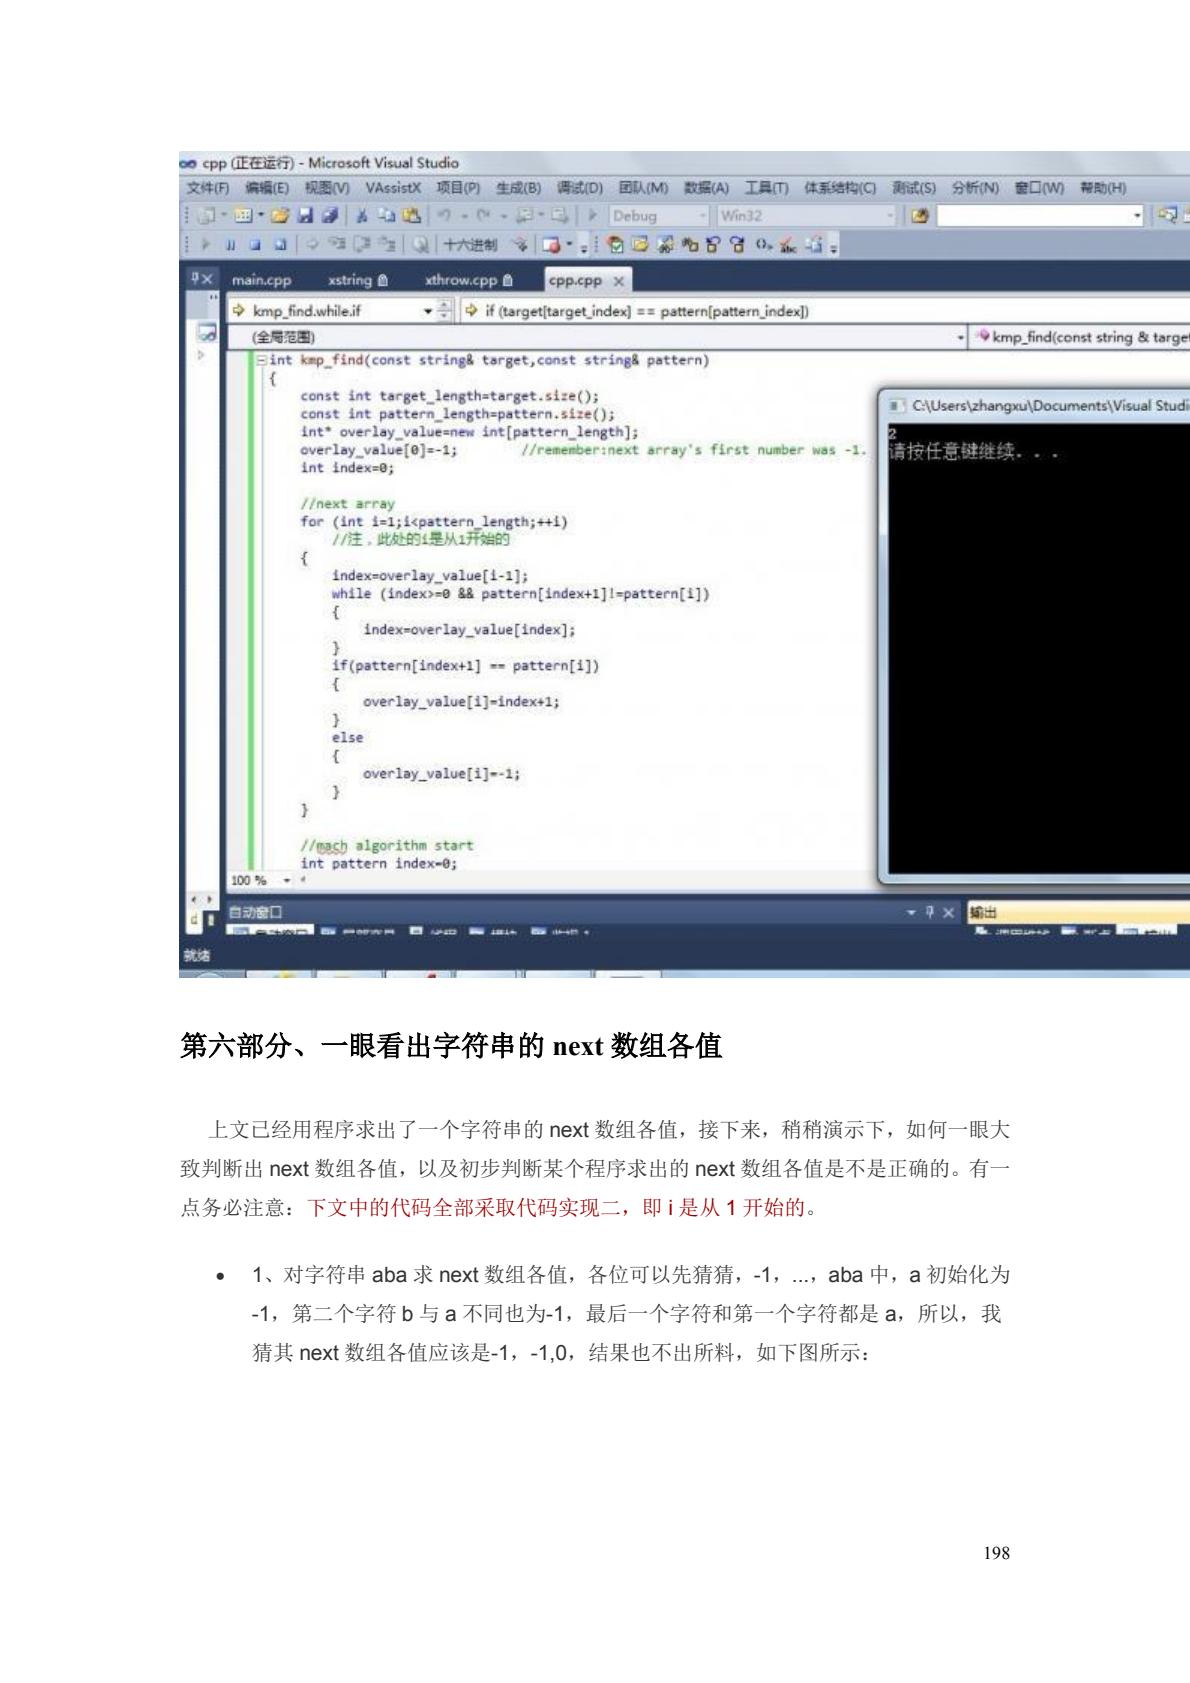 cpp (正在运行) - Microsoft Visual Studio
文件(F) 编辑(E) 视图(V) VAssistX 项目(P) 生成(B) 调试(D) 团队(M) 数据(A) 工具(T) 体系结构(C) 测试(S) 分析(N) 窗口(W) 帮助(H)
Debug Win32
十六进制
main.cpp xstring xthrow.cpp cpp.cpp
kmp_find.while.if if (target[target_index] == pattern[pattern_index])
(全局范围) kmp_find(const string & target
int kmp_find(const string& target,const string& pattern)
{
const int target_length=target.size();
const int pattern_length=pattern.size();
int* overlay_value=new int[pattern_length];
overlay_value[0]=-1; //remember:next array's first number was -1.
int index=0;
//next array
for (int i=1;i<pattern_length;++i)
//注，此处的i是从1开始的
{
index=overlay_value[i-1];
while (index>=0 && pattern[index+1]!=pattern[i])
{
index=overlay_value[index];
}
if(pattern[index+1] == pattern[i])
{
overlay_value[i]=index+1;
}
else
{
overlay_value[i]=-1;
}
}
//mach algorithm start
int pattern_index=0;
100 %
C:\Users\zhangxu\Documents\Visual Studi
2
请按任意键继续. . .
自动窗口 输出
就绪
第六部分、一眼看出字符串的 next 数组各值
上文已经用程序求出了一个字符串的 next 数组各值，接下来，稍稍演示下，如何一眼大
致判断出 next 数组各值，以及初步判断某个程序求出的 next 数组各值是不是正确的。有一
点务必注意：下文中的代码全部采取代码实现二，即 i 是从 1 开始的。
• 1、对字符串 aba 求 next 数组各值，各位可以先猜猜，-1，...，aba 中，a 初始化为
-1，第二个字符 b 与 a 不同也为-1，最后一个字符和第一个字符都是 a，所以，我
猜其 next 数组各值应该是-1，-1,0，结果也不出所料，如下图所示：
198